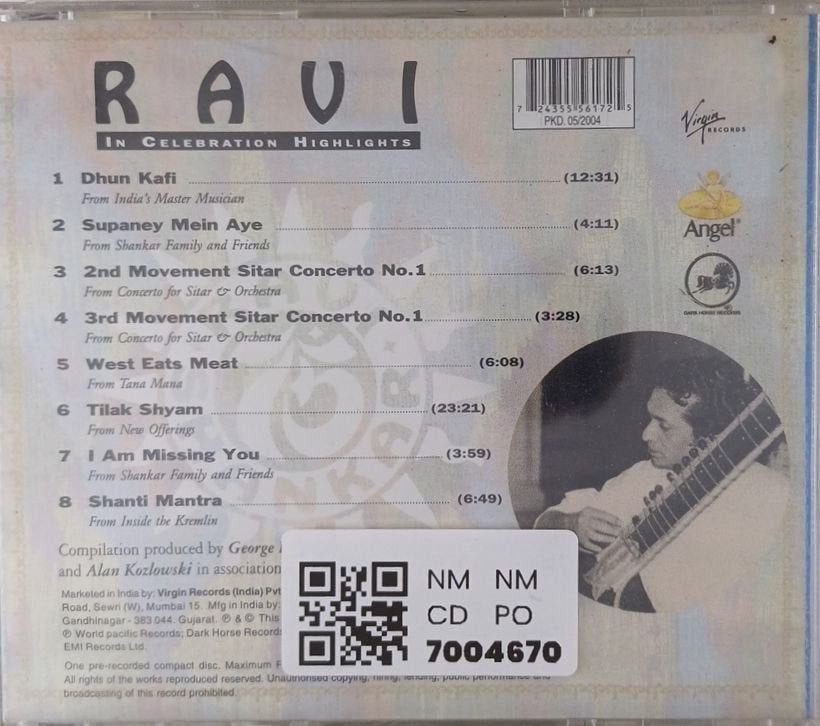 RAVI
IN CELEBRATION HIGHLIGHTS
7 24355 56172 5
PKD. 05/2004
Virgin RECORDS
Angel®
DARK HORSE RECORDS
1 Dhun Kafi (12:31)
From India's Master Musician
2 Supaney Mein Aye (4:11)
From Shankar Family and Friends
3 2nd Movement Sitar Concerto No.1 (6:13)
From Concerto for Sitar & Orchestra
4 3rd Movement Sitar Concerto No.1 (3:28)
From Concerto for Sitar & Orchestra
5 West Eats Meat (6:08)
From Tana Mana
6 Tilak Shyam (23:21)
From New Offerings
7 I Am Missing You (3:59)
From Shankar Family and Friends
8 Shanti Mantra (6:49)
From Inside the Kremlin
Compilation produced by George
and Alan Kozlowski in association
Marketed in India by: Virgin Records (India) Pvt
Road, Sewri (W), Mumbai 15. Mfg in India by:
Gandhinagar - 383 044. Gujarat. ℗ & © This
℗ World pacific Records; Dark Horse Records
EMI Records Ltd.
One pre-recorded compact disc. Maximum
All rights of the works reproduced reserved. Unauthorised copying, hiring, lending, public performance and
broadcasting of this record prohibited.
NM NM
CD PO
7004670